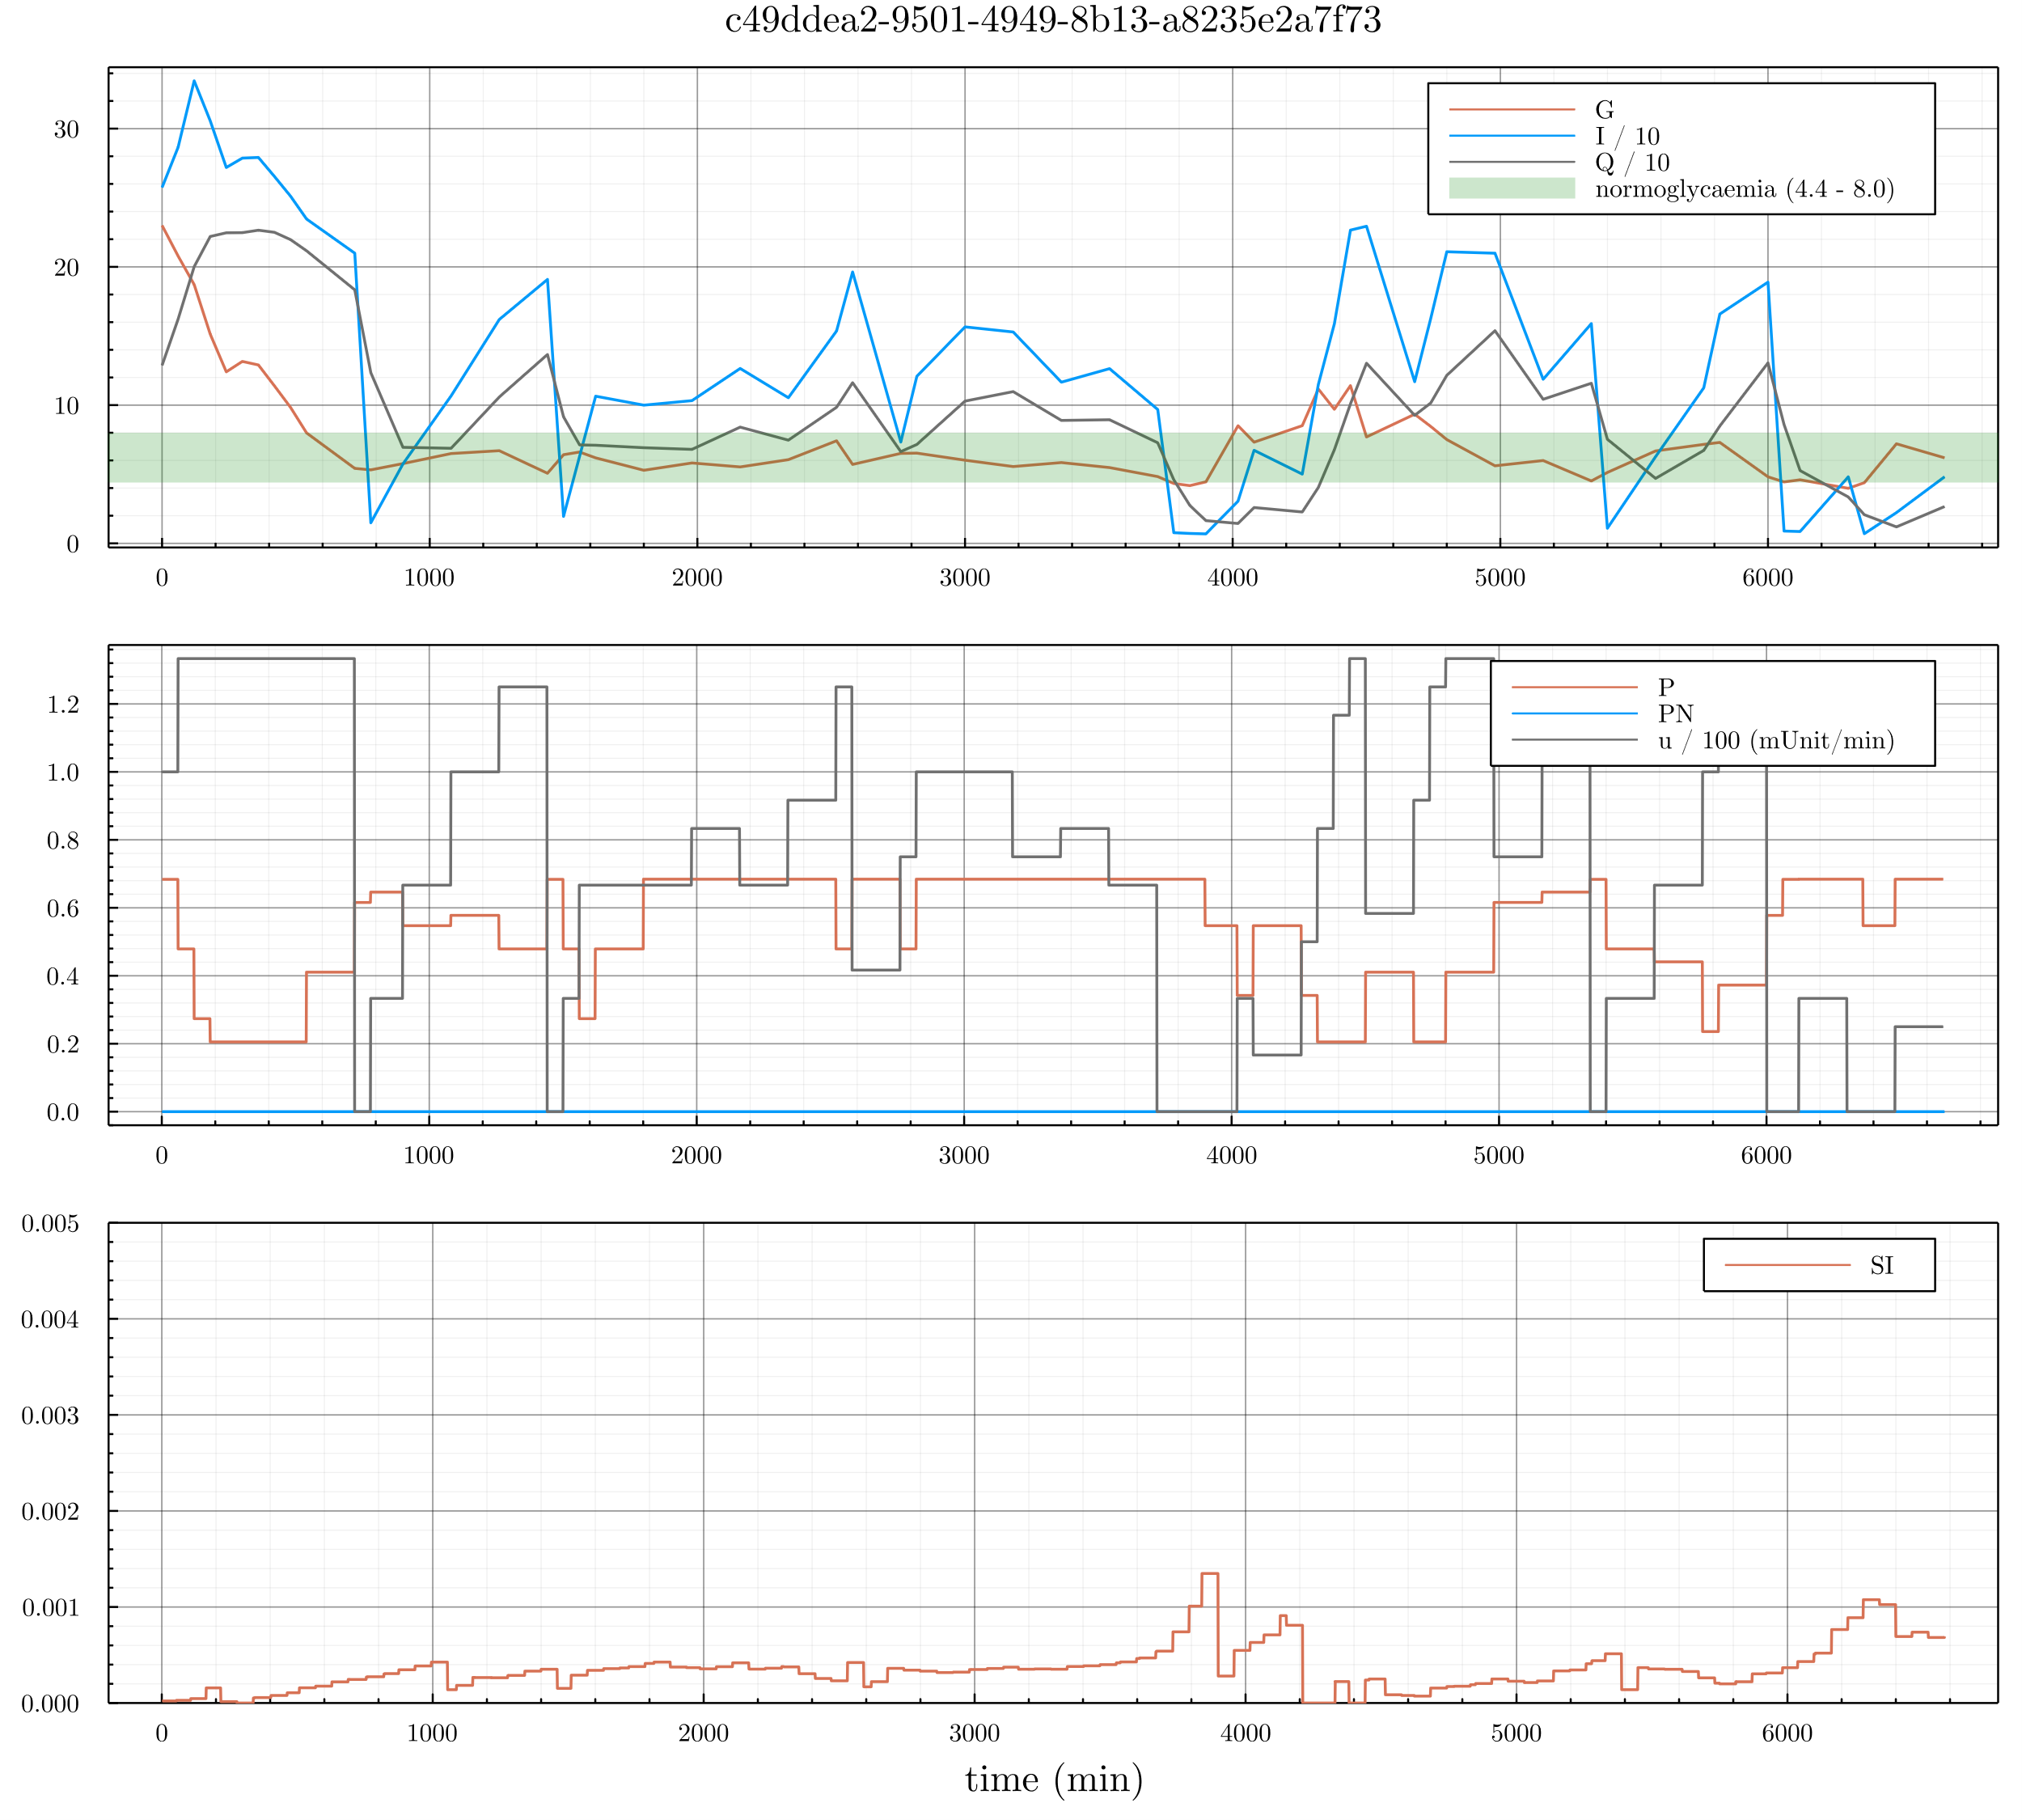 c49ddea2-9501-4949-8b13-a8235e2a7f73
30
20
10
0
G
I / 10
Q / 10
normoglycaemia (4.4 - 8.0)
0 1000 2000 3000 4000 5000 6000
1.2
1.0
0.8
0.6
0.4
0.2
0.0
P
PN
u / 100 (mUnit/min)
0 1000 2000 3000 4000 5000 6000
0.005
0.004
0.003
0.002
0.001
0.000
SI
0 1000 2000 3000 4000 5000 6000
time (min)